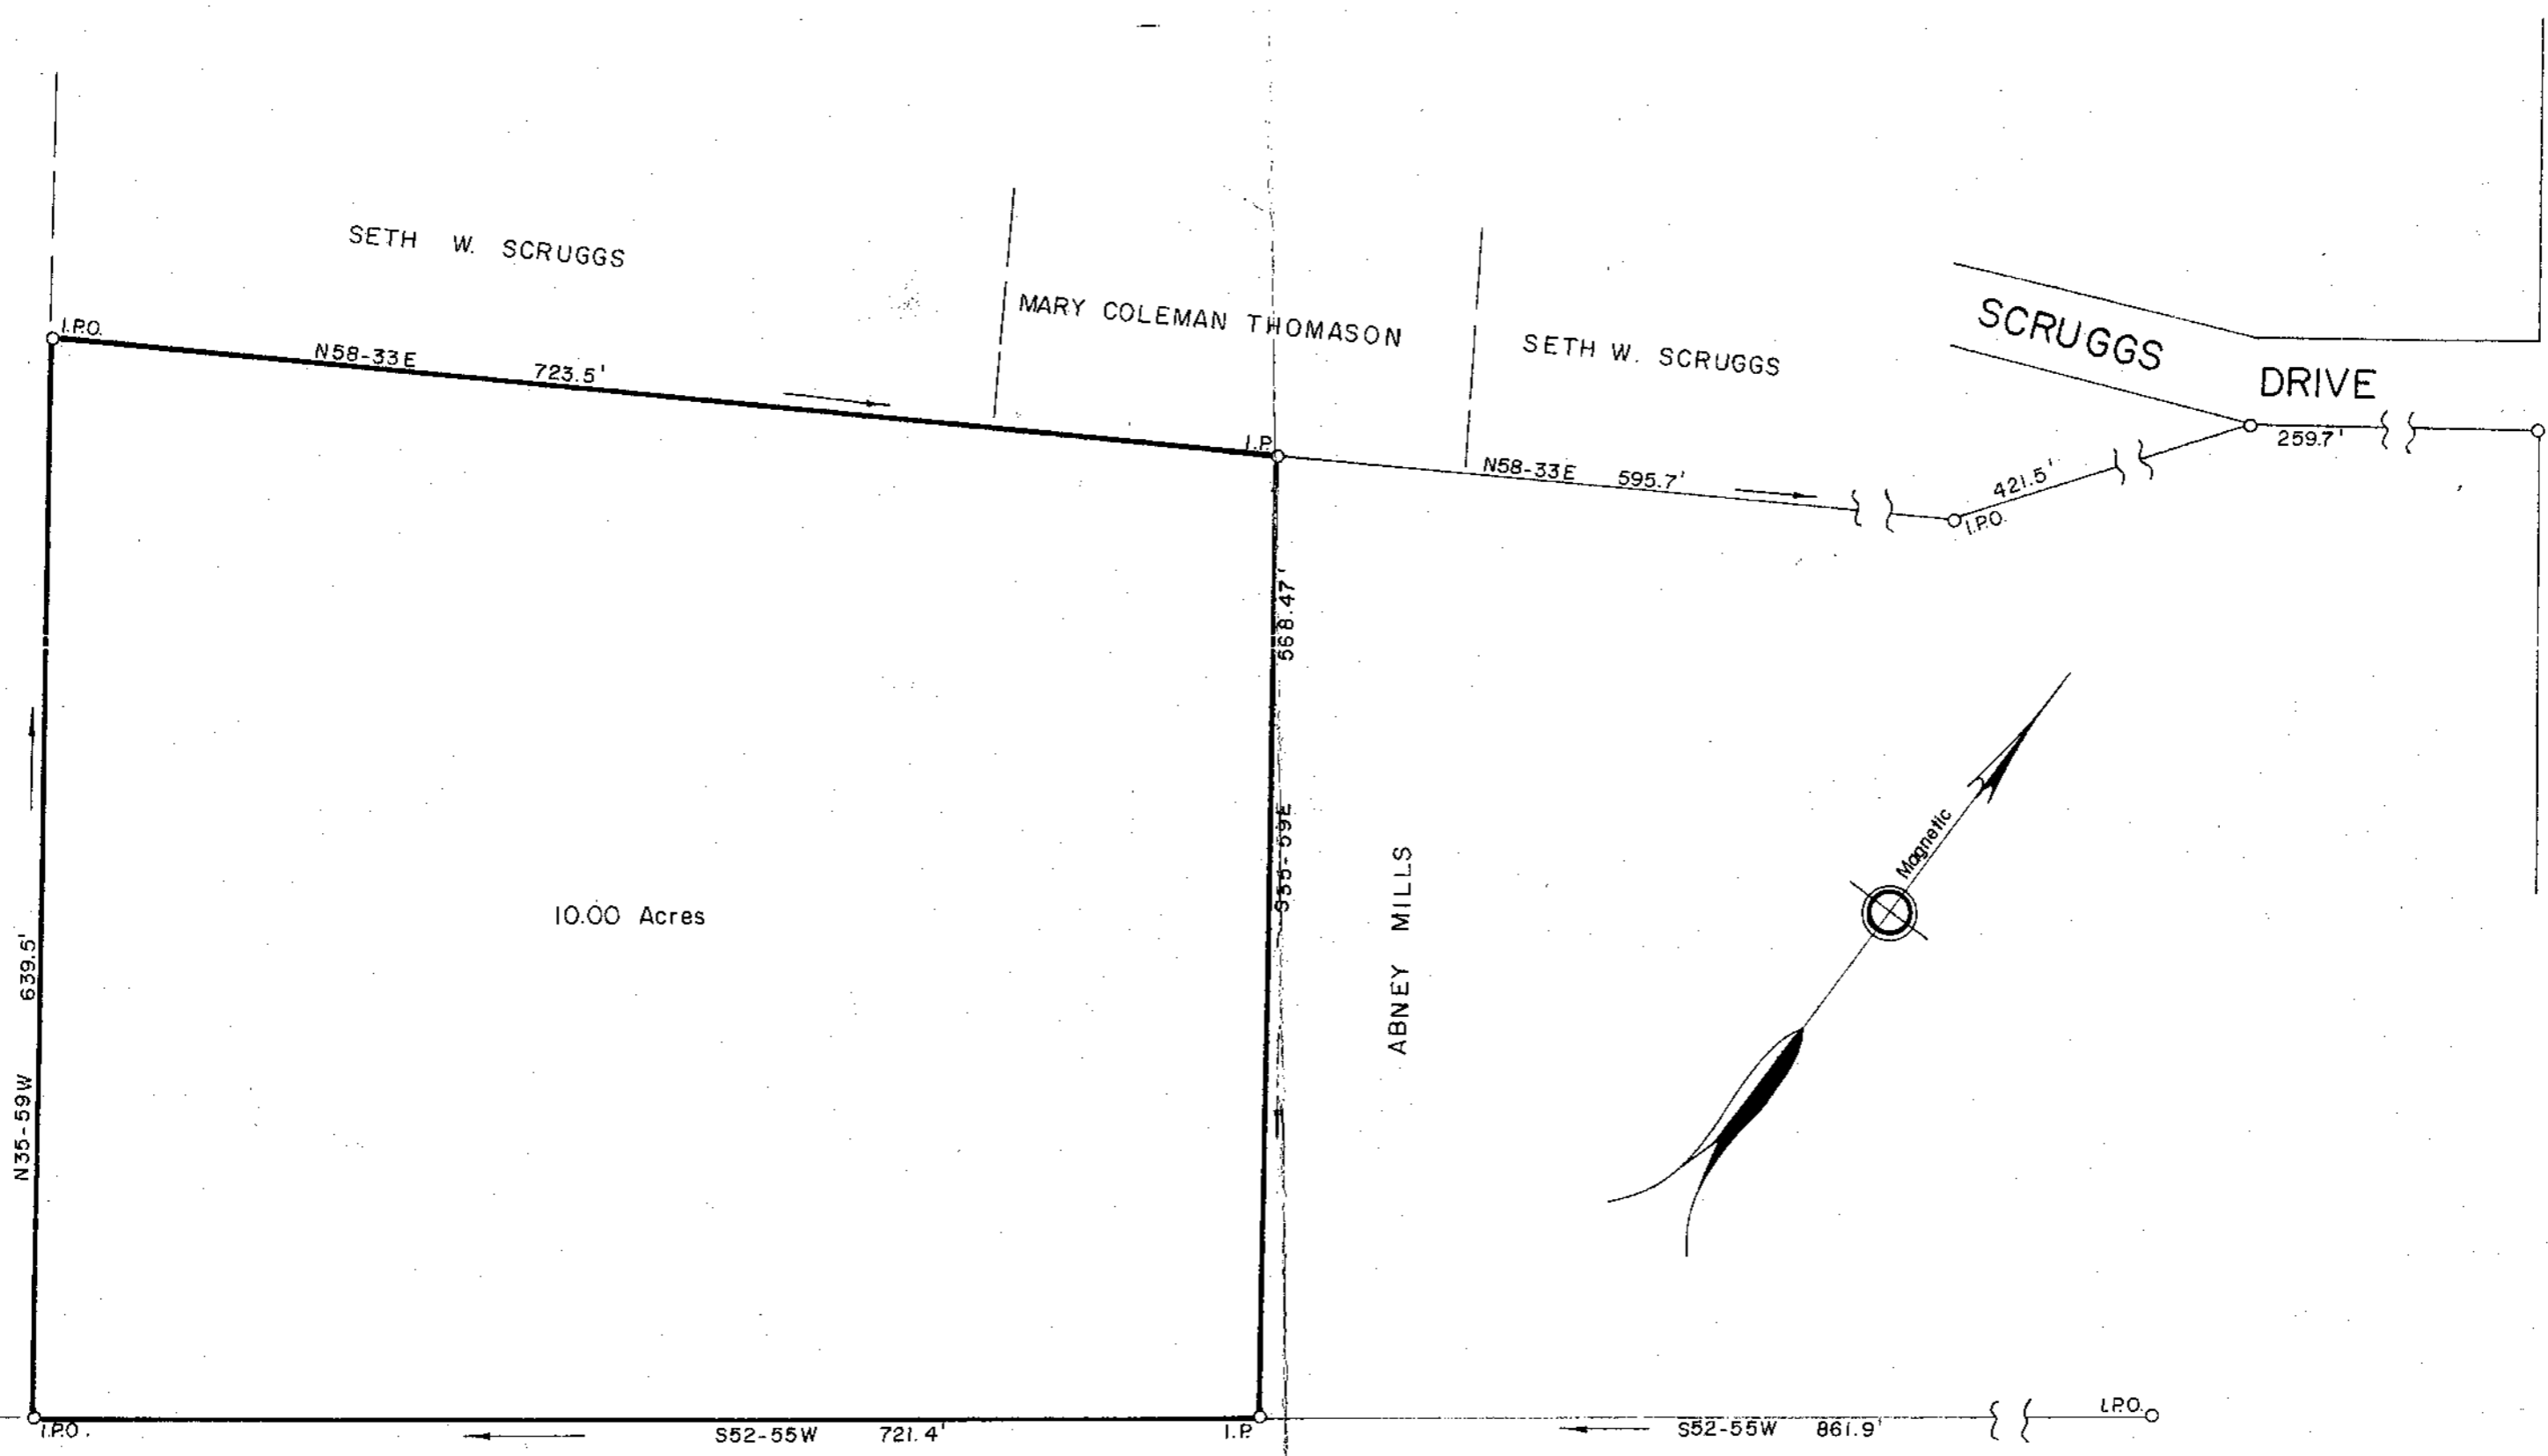 SETH W. SCRUGGS
MARY COLEMAN THOMASON
SETH W. SCRUGGS
SCRUGGS
DRIVE
I.P.O.
N58-33E 723.5'
I.P.
N58-33E 595.7'
I.P.O.
421.5'
259.7'
568.47'
S35-59E
ABNEY MILLS
Magnetic
10.00 Acres
N35-59W 639.5'
I.P.O.
S52-55W 721.4'
I.P.
S52-55W 861.9'
I.P.O.